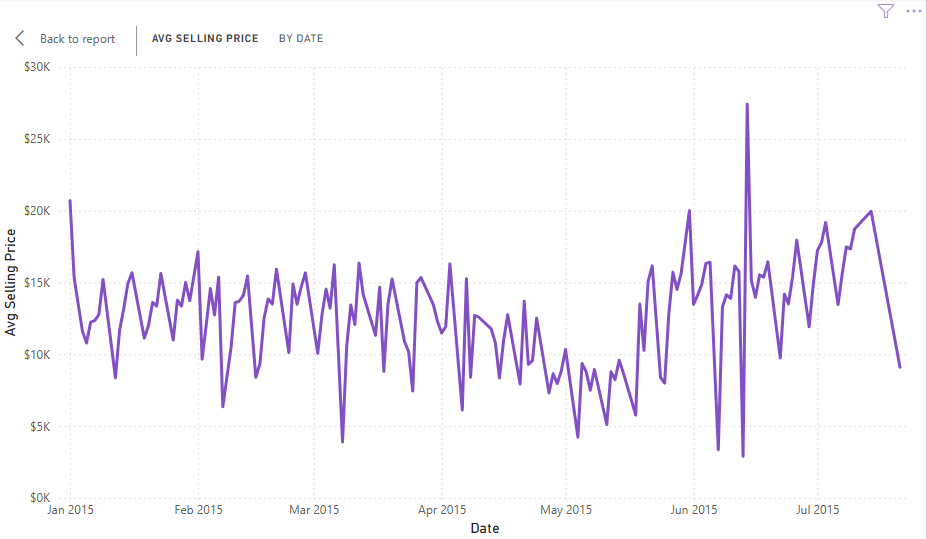 Back to report
AVG SELLING PRICE
BY DATE
$30K
$25K
$20K
$15K
$10K
$5K
$0K
Avg Selling Price
Jan 2015
Feb 2015
Mar 2015
Apr 2015
May 2015
Jun 2015
Jul 2015
Date